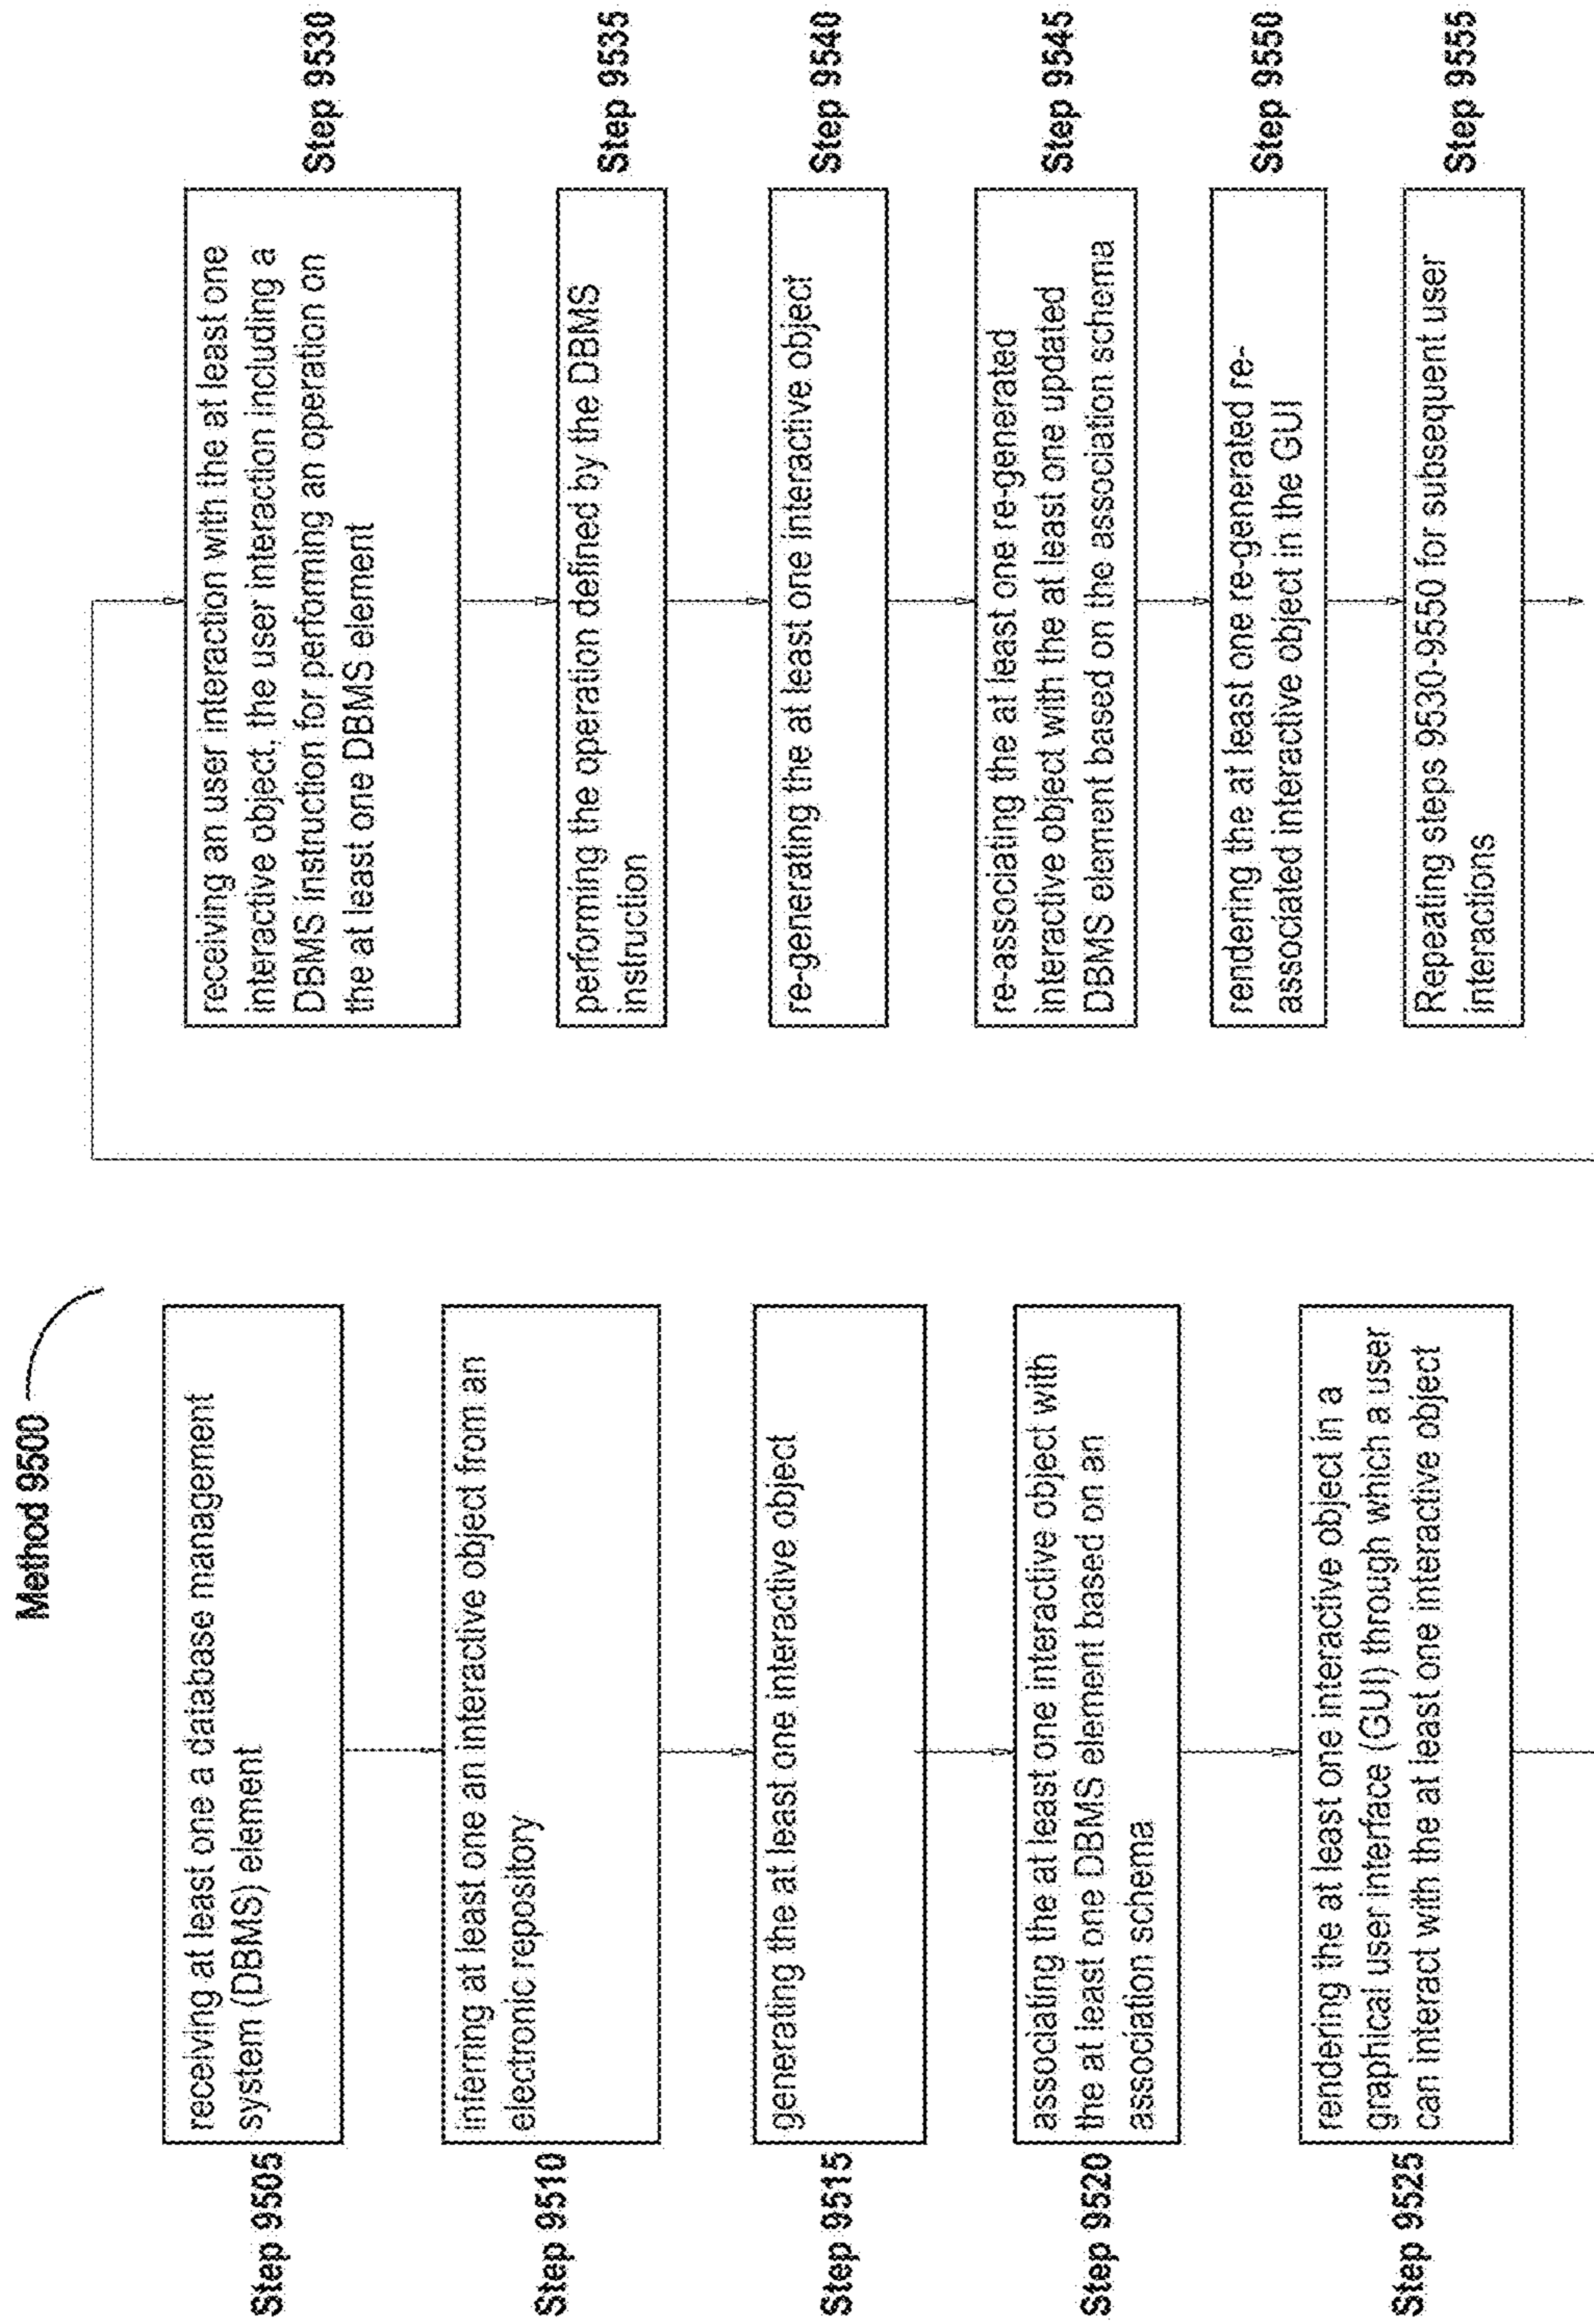 Method 9500
Step 9505
receiving at least one a database management
system (DBMS) element
Step 9510
inferring at least one an interactive object from an
electronic repository
Step 9515
generating the at least one interactive object
Step 9520
associating the at least one interactive object with
the at least one DBMS element based on an
association schema
Step 9525
rendering the at least one interactive object in a
graphical user interface (GUI) through which a user
can interact with the at least one interactive object
receiving an user interaction with the at least one
interactive object, the user interaction including a
DBMS instruction for performing an operation on
the at least one DBMS element
Step 9530
performing the operation defined by the DBMS
instruction
Step 9535
re-generating the at least one interactive object
Step 9540
re-associating the at least one re-generated
interactive object with the at least one updated
DBMS element based on the association schema
Step 9545
rendering the at least one re-generated re-
associated interactive object in the GUI
Step 9550
Repeating steps 9530-9550 for subsequent user
interactions
Step 9555